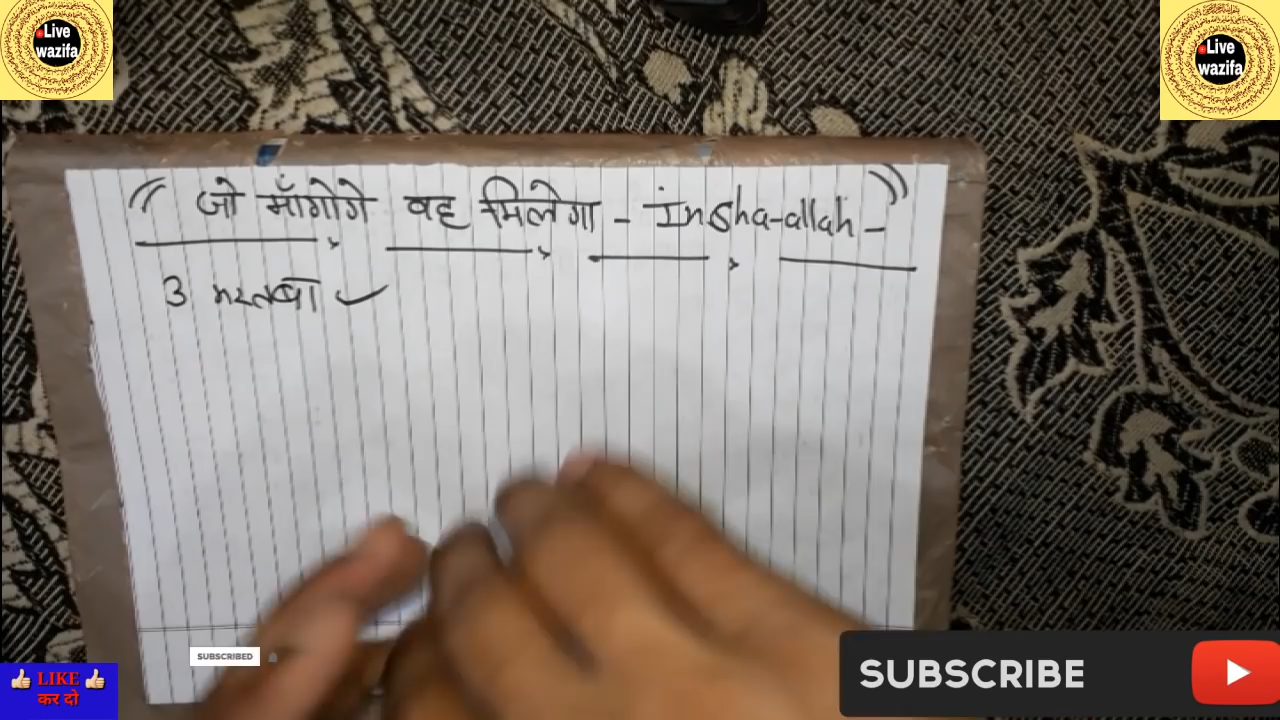 Live
wazifa
Live
wazifa
(( जो माँगोगे वह मिलेगा - insha-allah - ))
3 मरतबा ✓
SUBSCRIBED
LIKE
कर दो
SUBSCRIBE